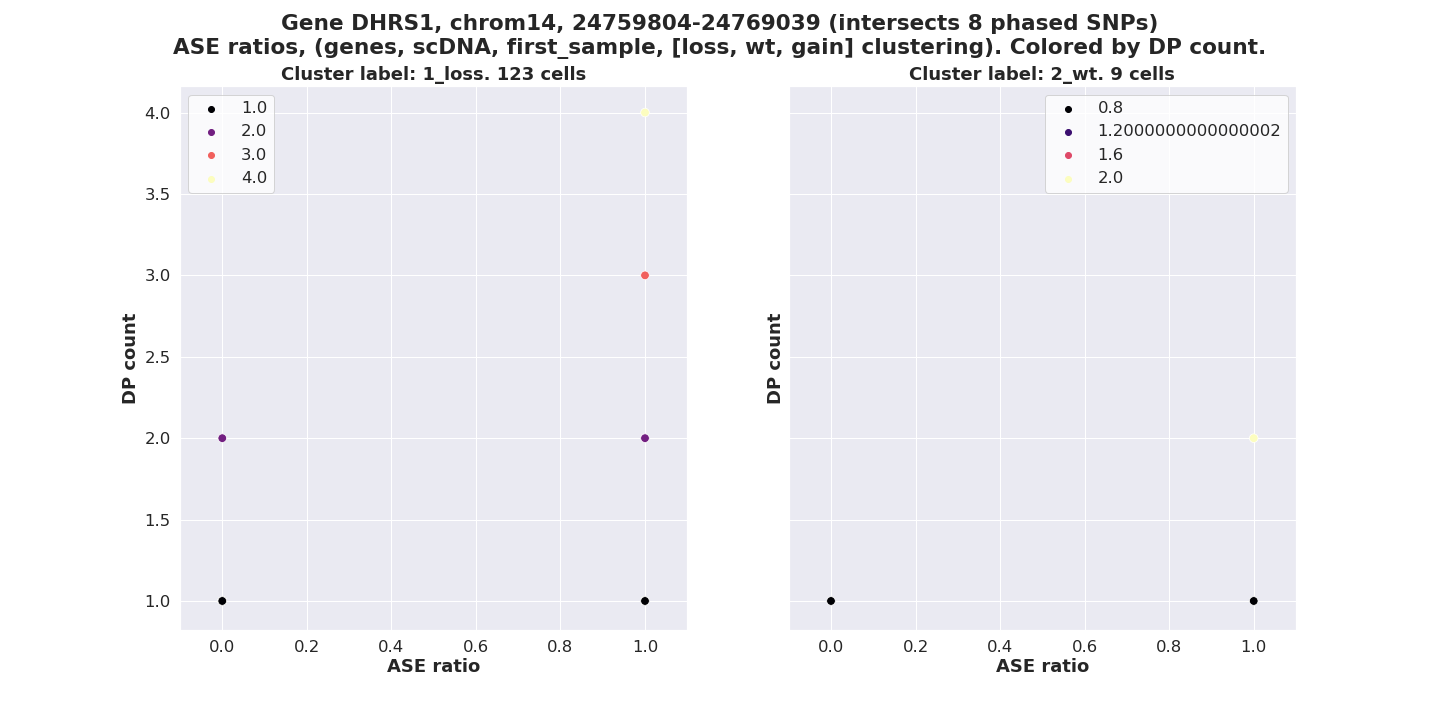 Gene DHRS1, chrom14, 24759804-24769039 (intersects 8 phased SNPs)
ASE ratios, (genes, scDNA, first_sample, [loss, wt, gain] clustering). Colored by DP count.
Cluster label: 1_loss. 123 cells
1.0
2.0
3.0
4.0
4.0
3.5
3.0
2.5
2.0
1.5
1.0
DP count
0.0 0.2 0.4 0.6 0.8 1.0
ASE ratio
Cluster label: 2_wt. 9 cells
0.8
1.2000000000000002
1.6
2.0
DP count
0.0 0.2 0.4 0.6 0.8 1.0
ASE ratio